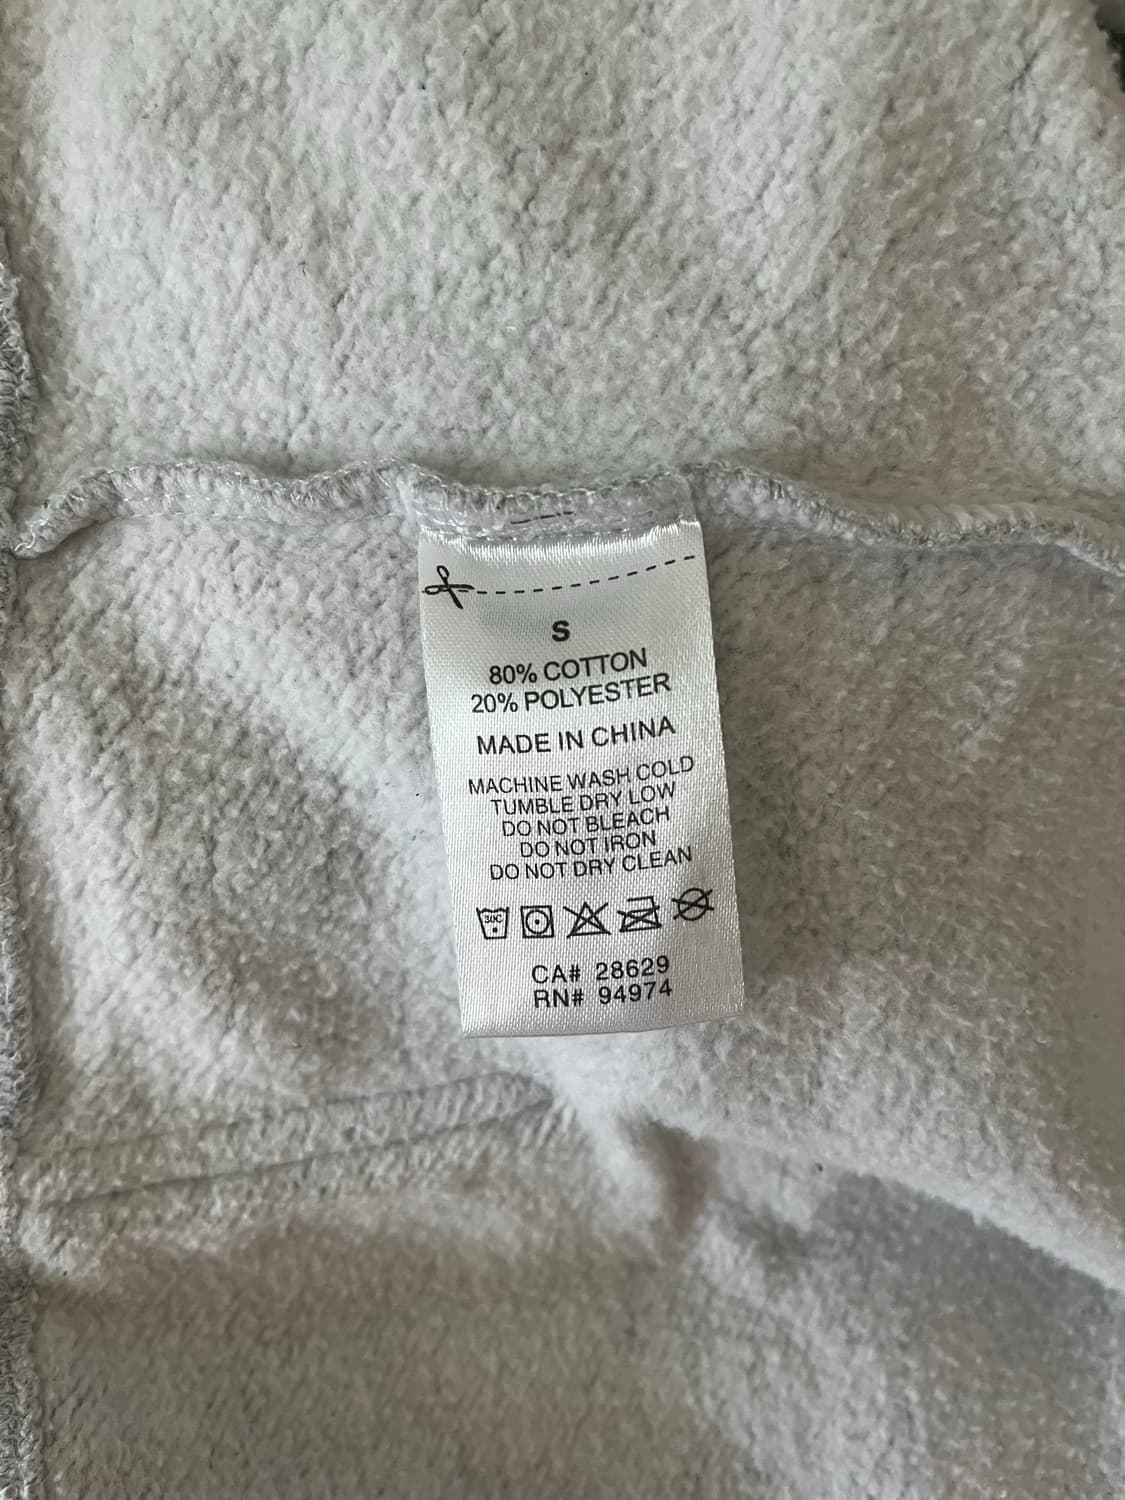 S
80% COTTON
20% POLYESTER
MADE IN CHINA
MACHINE WASH COLD
TUMBLE DRY LOW
DO NOT BLEACH
DO NOT IRON
DO NOT DRY CLEAN
30C
CA# 28629
RN# 94974